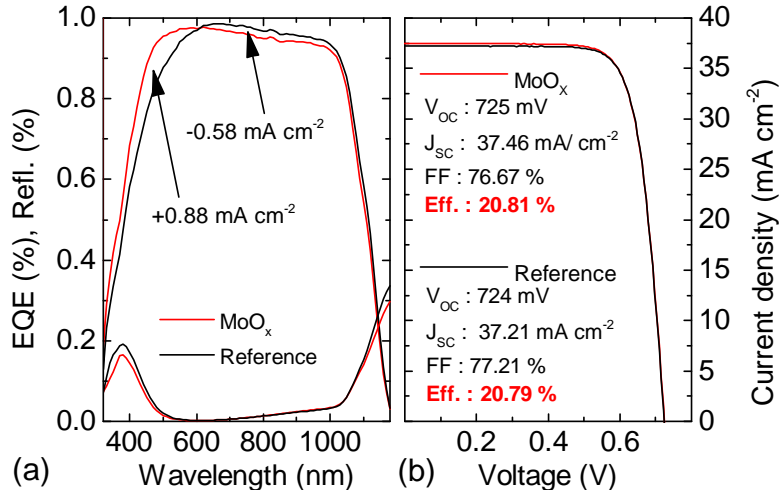 1.0
0.8
0.6
0.4
0.2
0.0
EQE (%), Refl. (%)
-0.58 mA cm⁻²
+0.88 mA cm⁻²
MoOₓ
Reference
400 600 800 1000
(a) Wavelength (nm)
MoOₓ
V_OC : 725 mV
J_SC : 37.46 mA/ cm⁻²
FF : 76.67 %
Eff. : 20.81 %
Reference
V_OC : 724 mV
J_SC : 37.21 mA cm⁻²
FF : 77.21 %
Eff. : 20.79 %
0.2 0.4 0.6
(b) Voltage (V)
40
35
30
25
20
15
10
5
0
Current density (mA cm⁻²)